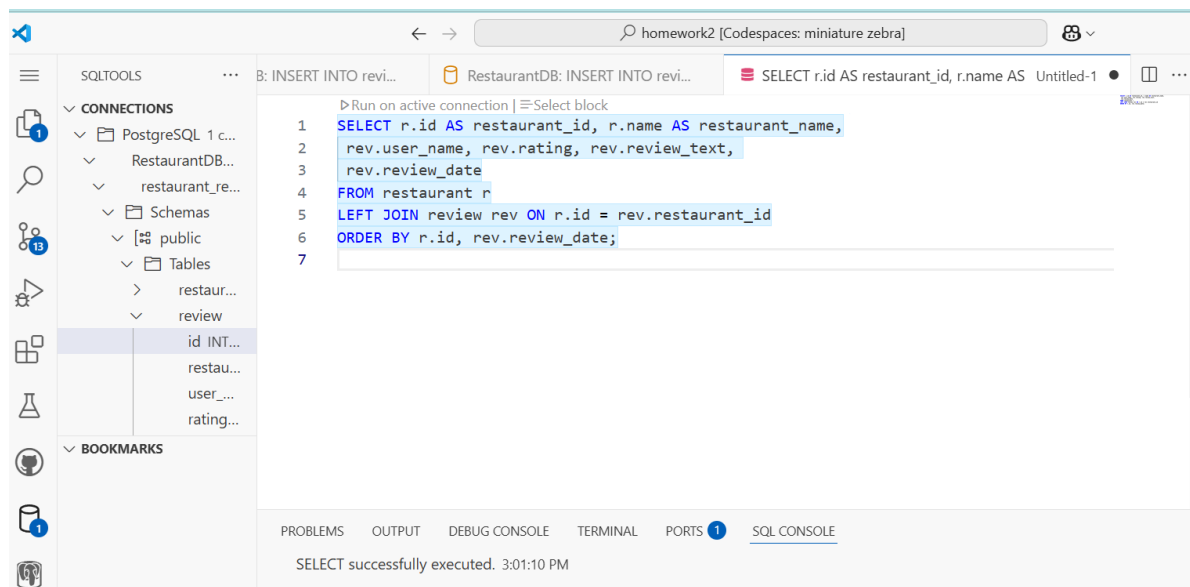 homework2 [Codespaces: miniature zebra]
SQLTOOLS
B: INSERT INTO revi...
RestaurantDB: INSERT INTO revi...
SELECT r.id AS restaurant_id, r.name AS Untitled-1
CONNECTIONS
PostgreSQL 1 c...
RestaurantDB...
restaurant_re...
Schemas
public
Tables
restaur...
review
id INT...
restau...
user_...
rating...
BOOKMARKS
1
13
1
Run on active connection | Select block
1 SELECT r.id AS restaurant_id, r.name AS restaurant_name,
2 rev.user_name, rev.rating, rev.review_text,
3 rev.review_date
4 FROM restaurant r
5 LEFT JOIN review rev ON r.id = rev.restaurant_id
6 ORDER BY r.id, rev.review_date;
7
PROBLEMS OUTPUT DEBUG CONSOLE TERMINAL PORTS 1 SQL CONSOLE
SELECT successfully executed. 3:01:10 PM